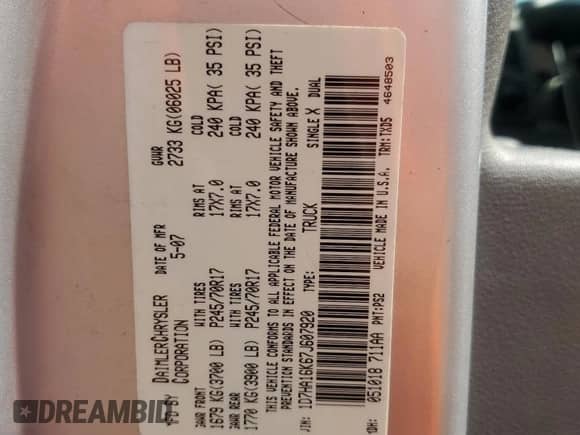 MFD BY DAIMLERCHRYSLER CORPORATION DATE OF MFR 5-07 GVWR 2733 KG(06025 LB)
GAWR FRONT WITH TIRES RIMS AT COLD
1679 KG(3700 LB) P245/70R17 17X7.0 240 KPA( 35 PSI)
GAWR REAR WITH TIRES RIMS AT COLD
1770 KG(3900 LB) P245/70R17 17X7.0 240 KPA( 35 PSI)
THIS VEHICLE CONFORMS TO ALL APPLICABLE FEDERAL MOTOR VEHICLE SAFETY AND THEFT
PREVENTION STANDARDS IN EFFECT ON THE DATE OF MANUFACTURE SHOWN ABOVE.
VIN: 1D7HA16K67J607920 TYPE: TRUCK SINGLE X DUAL
MDH: 051018 711AA PNT:PS2 VEHICLE MADE IN U.S.A. TRM:TXD5 4648503
DREAMBID